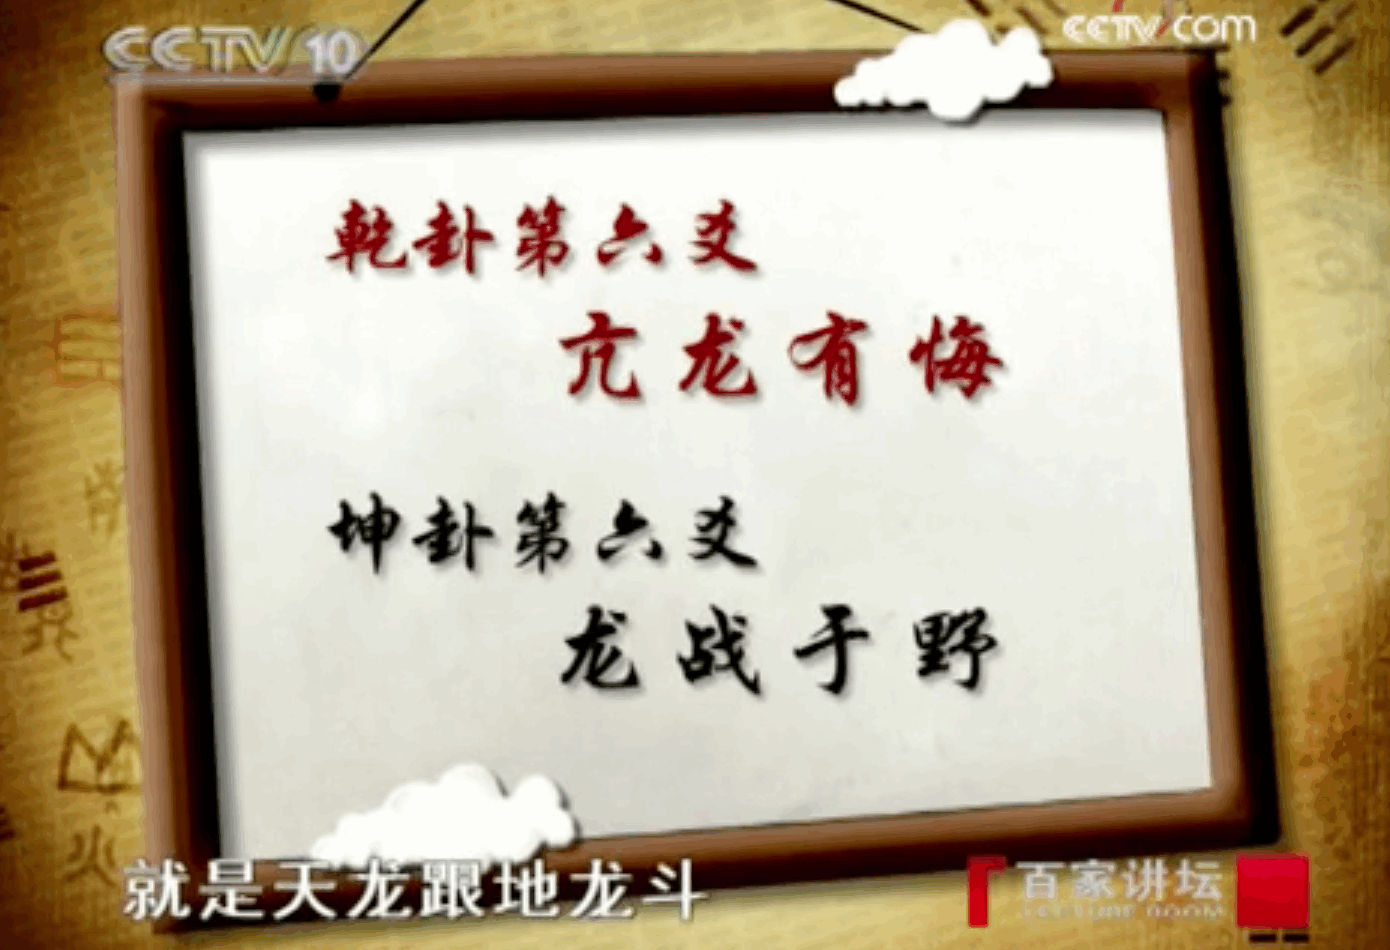 CCTV 10
CCTV.com
乾卦第六爻
亢龙有悔
坤卦第六爻
龙战于野
火
就是天龙跟地龙斗
百家讲坛
LECTURE ROOM